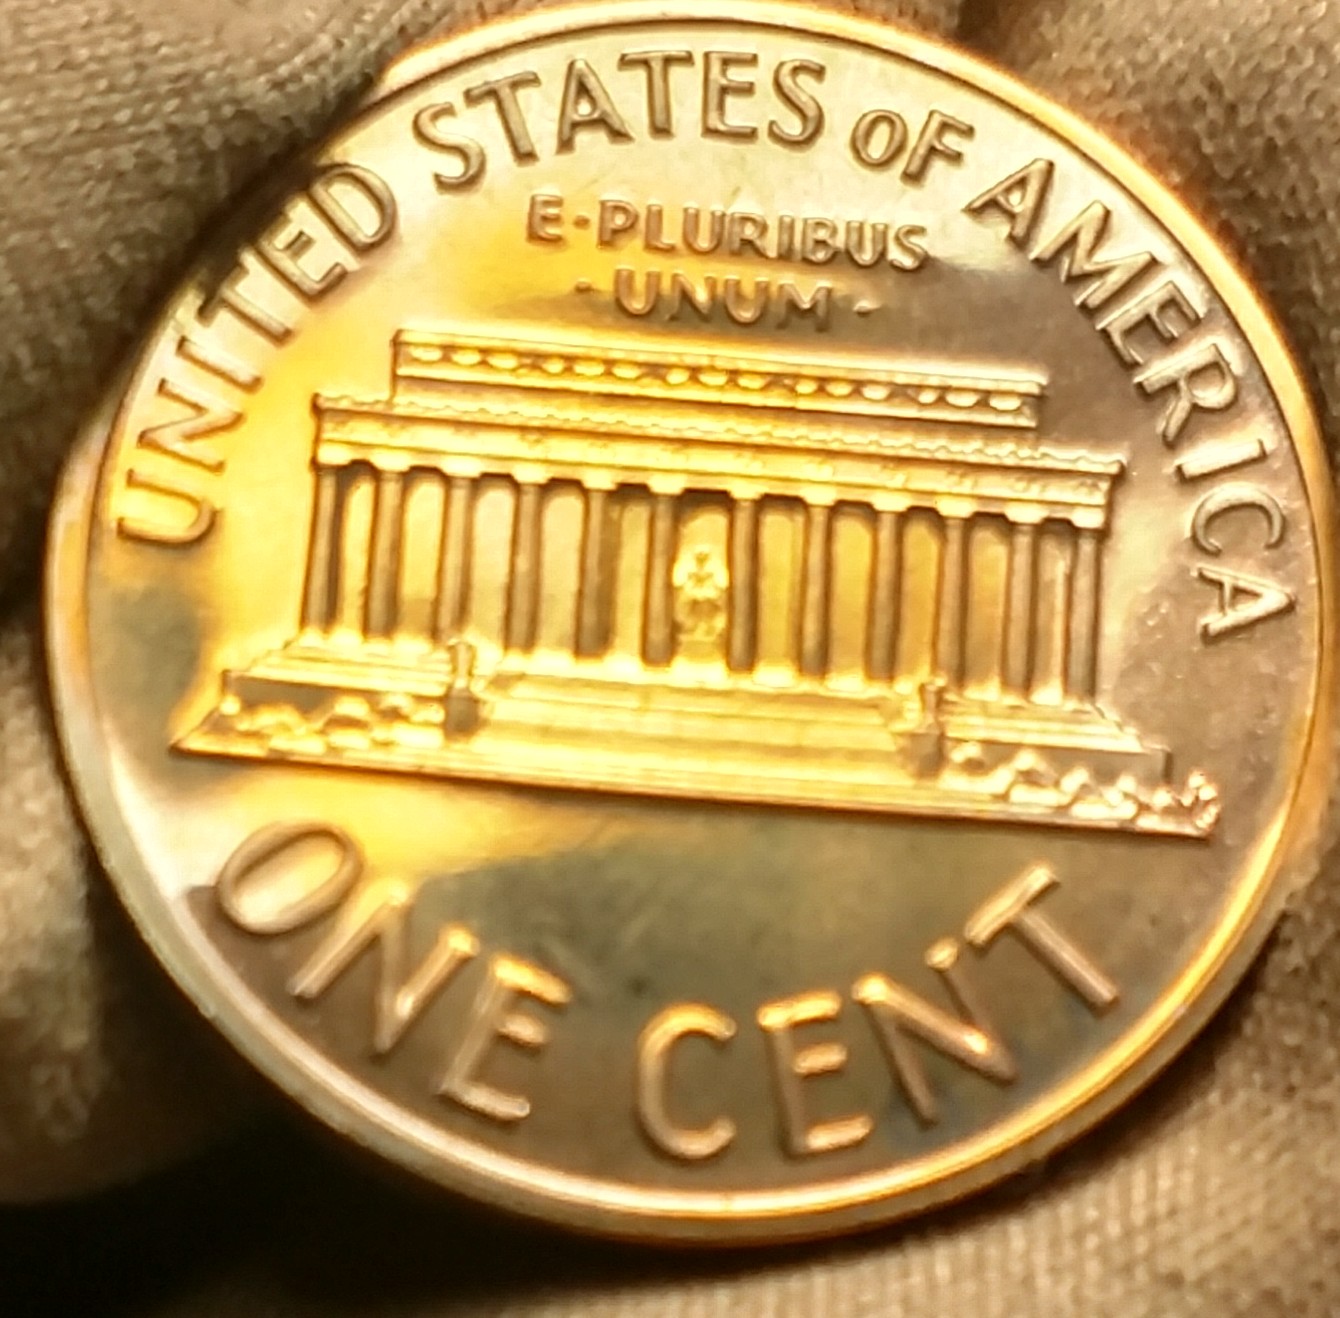 UNITED STATES OF AMERICA
E·PLURIBUS
·UNUM·
ONE CENT